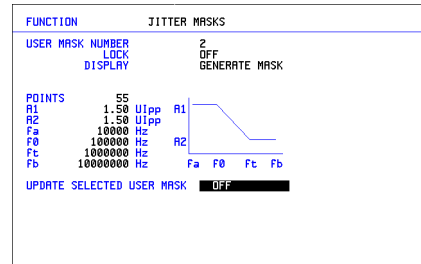 FUNCTION JITTER MASKS
USER MASK NUMBER 2
LOCK OFF
DISPLAY GENERATE MASK
POINTS 55
A1 1.50 UIpp A1
A2 1.50 UIpp
Fa 10000 Hz
F0 100000 Hz A2
Ft 1000000 Hz
Fb 10000000 Hz Fa F0 Ft Fb
UPDATE SELECTED USER MASK OFF